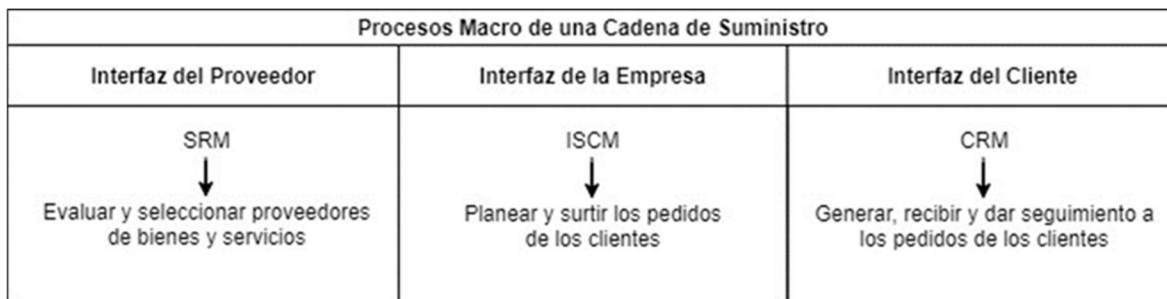 Procesos Macro de una Cadena de Suministro
Interfaz del Proveedor
Interfaz de la Empresa
Interfaz del Cliente
SRM
Evaluar y seleccionar proveedores
de bienes y servicios
ISCM
Planear y surtir los pedidos
de los clientes
CRM
Generar, recibir y dar seguimiento a
los pedidos de los clientes